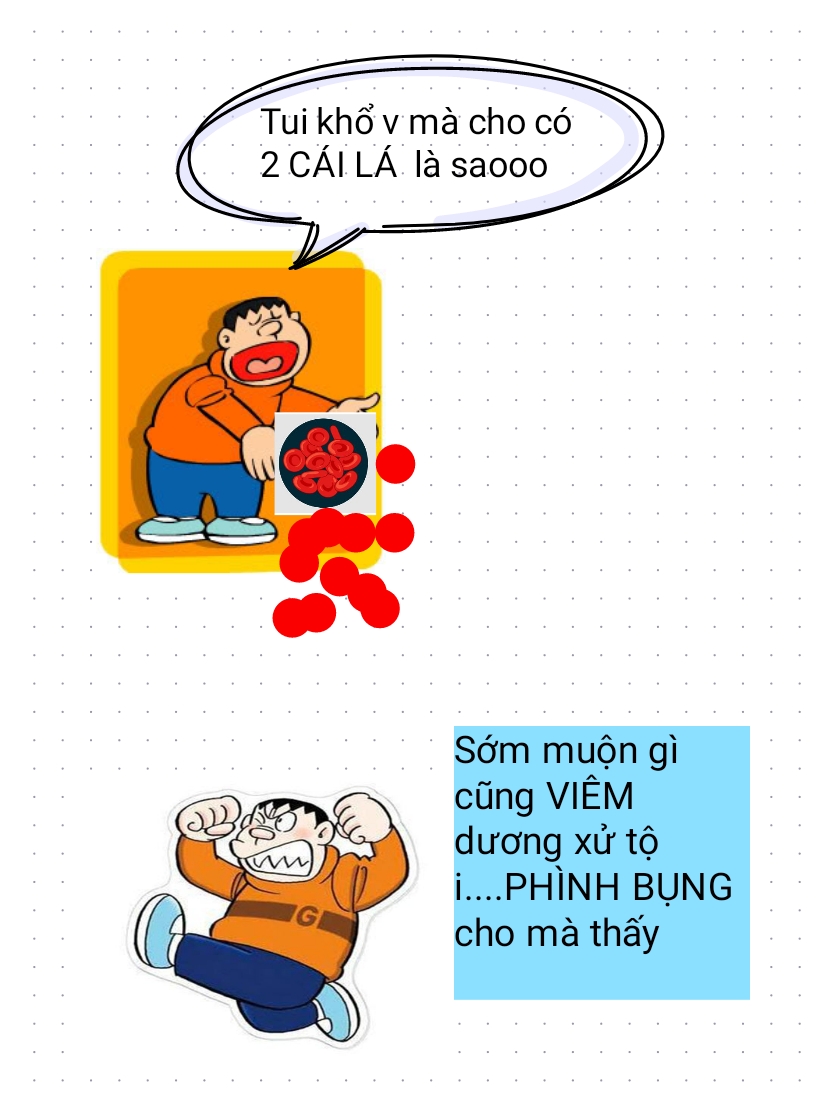 Tui khổ v mà cho có
2 CÁI LÁ  là saooo
G
Sớm muộn gì
cũng VIÊM
dương xử tộ
i....PHÌNH BỤNG
cho mà thấy